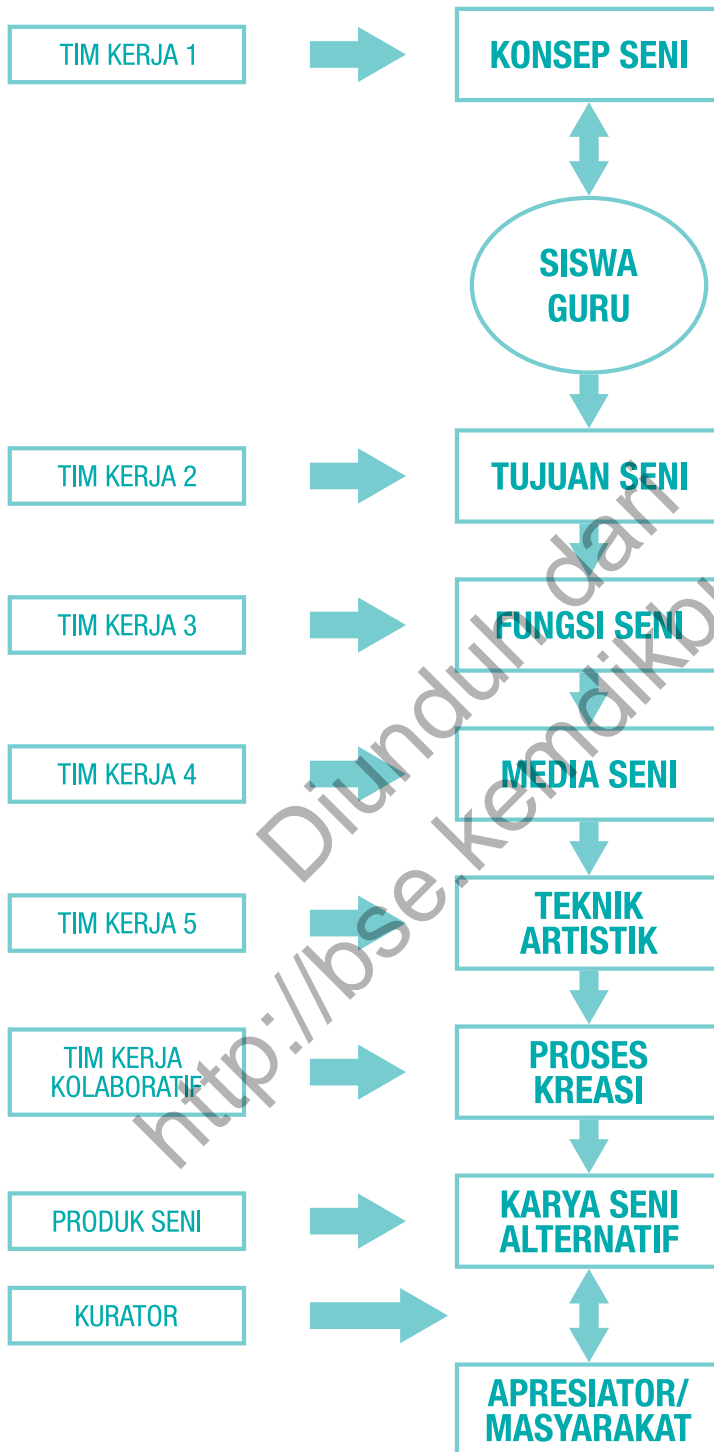 TIM KERJA 1
KONSEP SENI
SISWA
GURU
TIM KERJA 2
TUJUAN SENI
TIM KERJA 3
FUNGSI SENI
TIM KERJA 4
MEDIA SENI
TIM KERJA 5
TEKNIK
ARTISTIK
TIM KERJA
KOLABORATIF
PROSES
KREASI
PRODUK SENI
KARYA SENI
ALTERNATIF
KURATOR
APRESIATOR/
MASYARAKAT
Diunduh dari
http://bse.kemdikbu